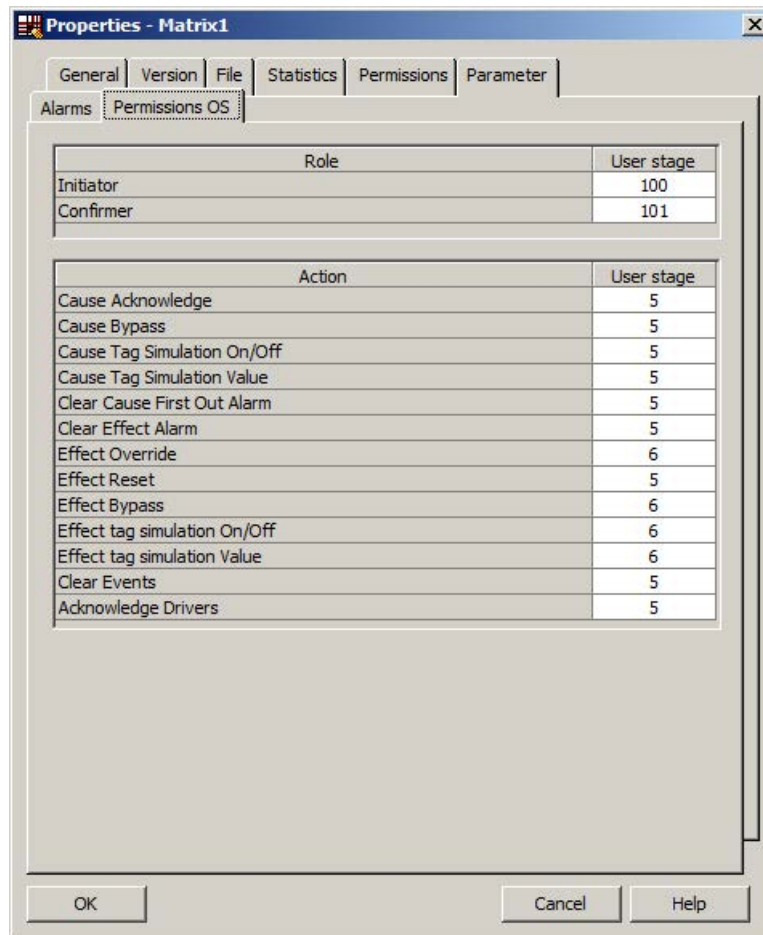 Properties - Matrix1
General Version File Statistics Permissions Parameter
Alarms Permissions OS
Role User stage
Initiator 100
Confirmer 101
Action User stage
Cause Acknowledge 5
Cause Bypass 5
Cause Tag Simulation On/Off 5
Cause Tag Simulation Value 5
Clear Cause First Out Alarm 5
Clear Effect Alarm 5
Effect Override 6
Effect Reset 5
Effect Bypass 6
Effect tag simulation On/Off 6
Effect tag simulation Value 6
Clear Events 5
Acknowledge Drivers 5
OK Cancel Help